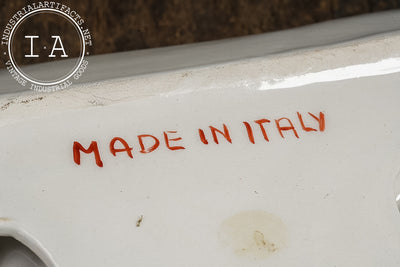 INDUSTRIALARTIFACTS.NET
I A
VINTAGE INDUSTRIAL GOODS
MADE IN ITALY